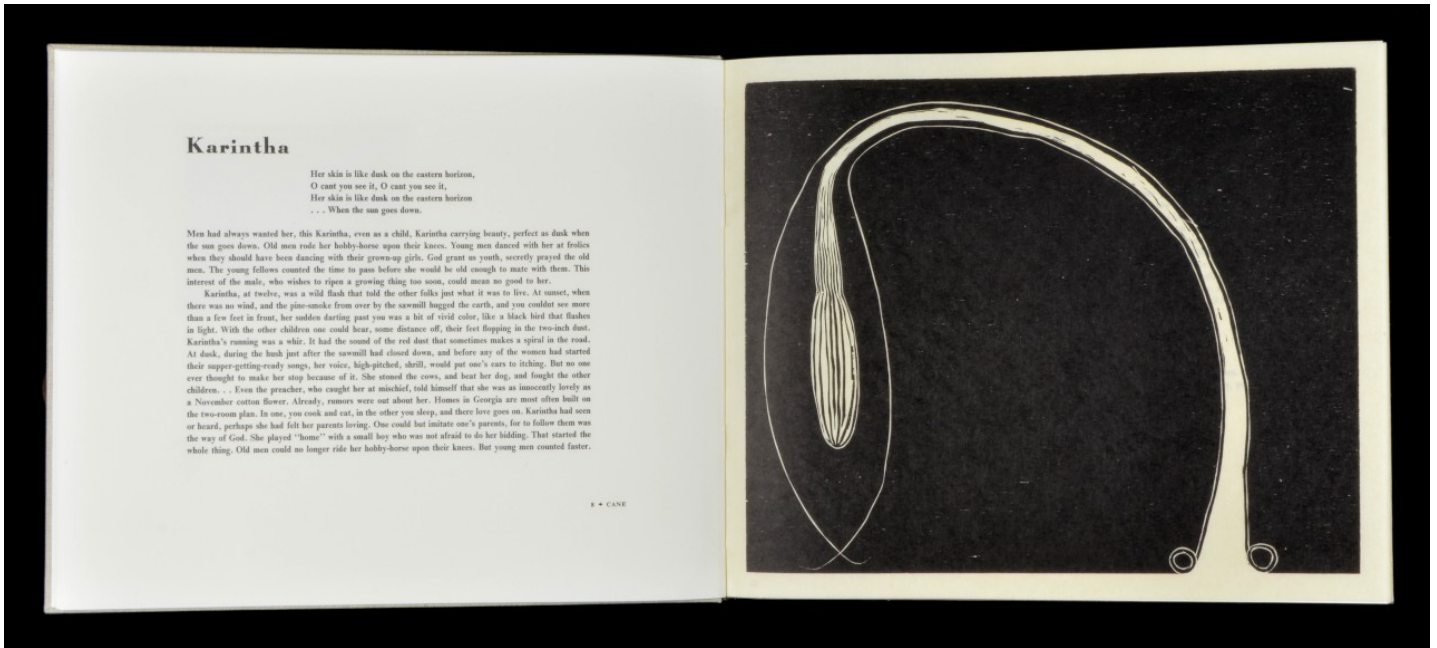 Karintha
Her skin is like dusk on the eastern horizon,
O cant you see it, O cant you see it,
Her skin is like dusk on the eastern horizon
. . . When the sun goes down.
Men had always wanted her, this Karintha, even as a child, Karintha carrying beauty, perfect as dusk when
the sun goes down. Old men rode her hobby-horse upon their knees. Young men danced with her at frolics
when they should have been dancing with their grown-up girls. God grant us youth, secretly prayed the old
men. The young fellows counted the time to pass before she would be old enough to mate with them. This
interest of the male, who wishes to ripen a growing thing too soon, could mean no good to her.
Karintha, at twelve, was a wild flash that told the other folks just what it was to live. At sunset, when
there was no wind, and the pine-smoke from over by the sawmill hugged the earth, and you couldnt see more
than a few feet in front, her sudden darting past you was a bit of vivid color, like a black bird that flashes
in light. With the other children one could hear, some distance off, their feet flopping in the two-inch dust.
Karintha's running was a whir. It had the sound of the red dust that sometimes makes a spiral in the road.
At dusk, during the hush just after the sawmill had closed down, and before any of the women had started
their supper-getting-ready songs, her voice, high-pitched, shrill, would put one's ears to itching. But no one
ever thought to make her stop because of it. She stoned the cows, and beat her dog, and fought the other
children. . . Even the preacher, who caught her at mischief, told himself that she was as innocently lovely as
a November cotton flower. Already, rumors were out about her. Homes in Georgia are most often built on
the two-room plan. In one, you cook and eat, in the other you sleep, and there love goes on. Karintha had seen
or heard, perhaps she had felt her parents loving. One could but imitate one's parents, for to follow them was
the way of God. She played "home" with a small boy who was not afraid to do her bidding. That started the
whole thing. Old men could no longer ride her hobby-horse upon their knees. But young men counted faster.
CANE